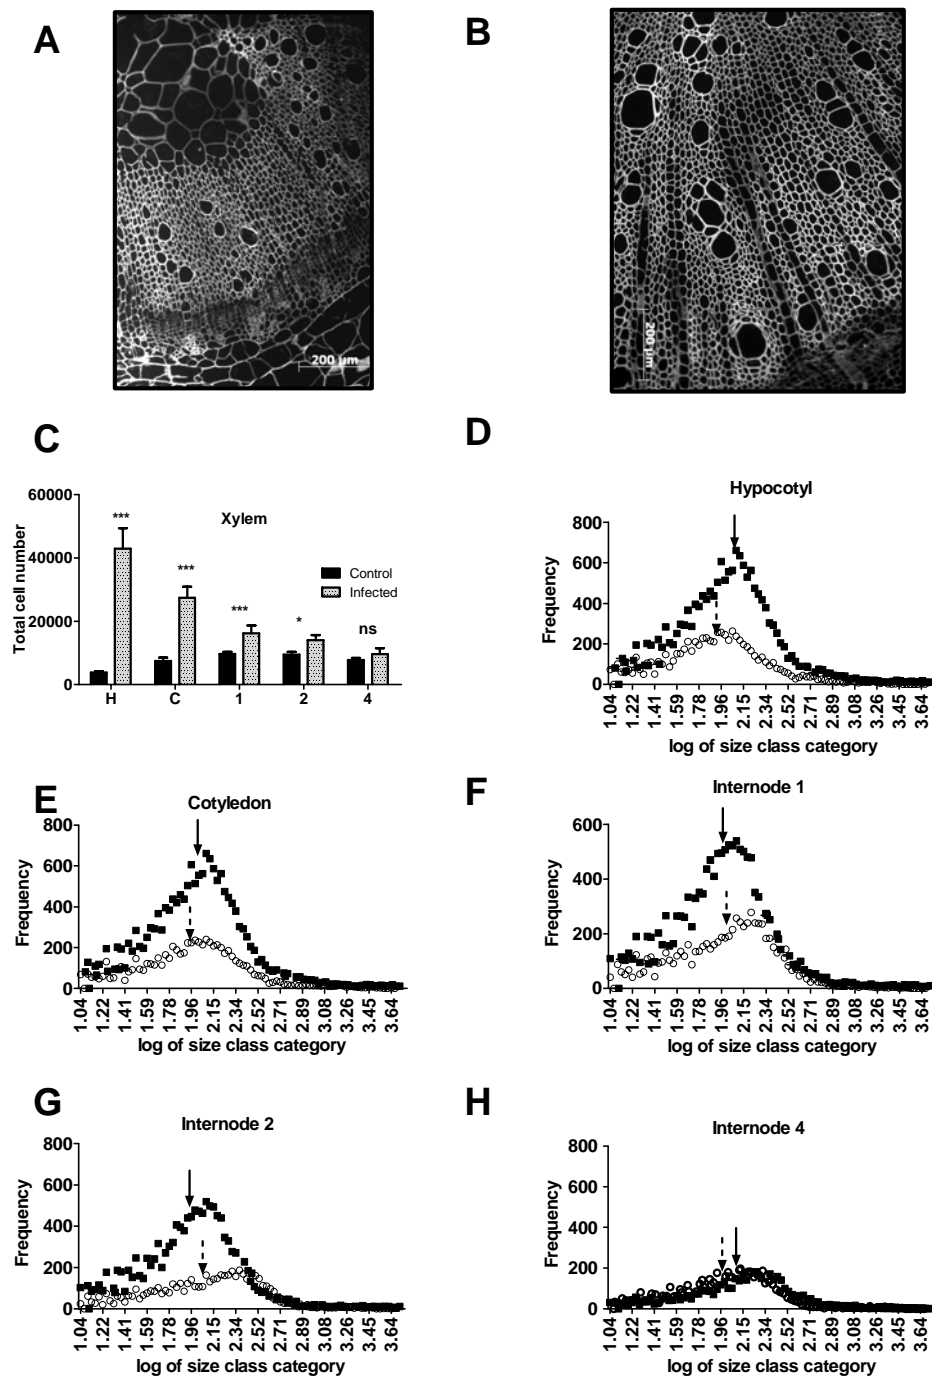 A
B
200 µm
200 µm
C
Xylem
Total cell number
60000
40000
20000
0
***
***
***
*
ns
Control
Infected
H C 1 2 4
D
Hypocotyl
Frequency
800
600
400
200
0
1.04 1.22 1.41 1.59 1.78 1.96 2.15 2.34 2.52 2.71 2.89 3.08 3.26 3.45 3.64
log of size class category
E
Cotyledon
Frequency
800
600
400
200
0
1.04 1.22 1.41 1.59 1.78 1.96 2.15 2.34 2.52 2.71 2.89 3.08 3.26 3.45 3.64
log of size class category
F
Internode 1
Frequency
600
400
200
0
1.04 1.22 1.41 1.59 1.78 1.96 2.15 2.34 2.52 2.71 2.89 3.08 3.26 3.45 3.64
log of size class category
G
Internode 2
Frequency
800
600
400
200
0
1.04 1.22 1.41 1.59 1.78 1.96 2.15 2.34 2.52 2.71 2.89 3.08 3.26 3.45 3.64
log of size class category
H
Internode 4
Frequency
800
600
400
200
0
1.04 1.22 1.41 1.59 1.78 1.96 2.15 2.34 2.52 2.71 2.89 3.08 3.26 3.45 3.64
log of size class category